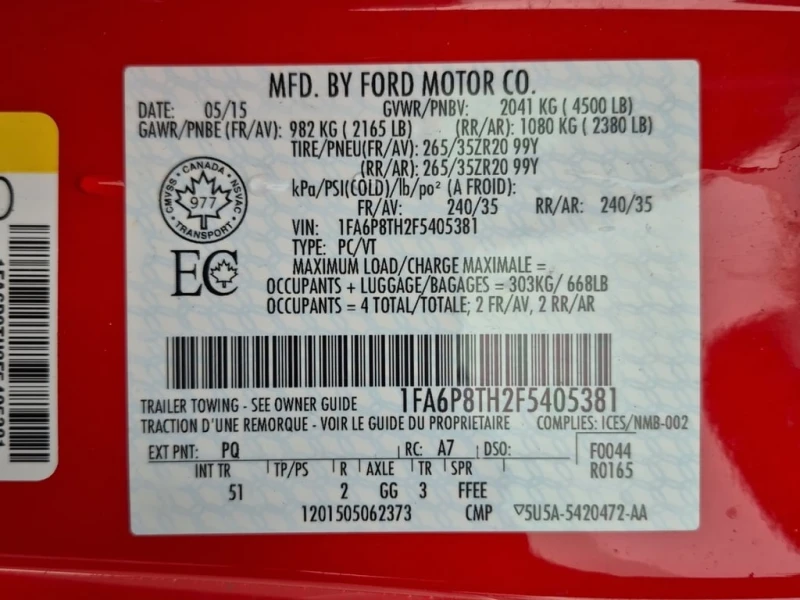 MFD. BY FORD MOTOR CO.
DATE: 05/15 GVWR/PNBV: 2041 KG ( 4500 LB)
GAWR/PNBE (FR/AV): 982 KG ( 2165 LB) (RR/AR): 1080 KG ( 2380 LB)
TIRE/PNEU(FR/AV): 265/35ZR20 99Y
(RR/AR): 265/35ZR20 99Y
kPa/PSI(COLD)/lb/po² (A FROID):
FR/AV: 240/35 RR/AR: 240/35
CANADA
CMVSS NSVAC
977
TRANSPORT
VIN: 1FA6P8TH2F5405381
TYPE: PC/VT
EC
MAXIMUM LOAD/CHARGE MAXIMALE =
OCCUPANTS + LUGGAGE/BAGAGES = 303KG/ 668LB
OCCUPANTS = 4 TOTAL/TOTALE; 2 FR/AV, 2 RR/AR
TRAILER TOWING - SEE OWNER GUIDE 1FA6P8TH2F5405381
TRACTION D'UNE REMORQUE - VOIR LE GUIDE DU PROPRIETAIRE COMPLIES: ICES/NMB-002
EXT PNT: PQ RC: A7 DSO: F0044
INT TR TP/PS R AXLE TR SPR R0165
51 2 GG 3 FFEE
1201505062373 CMP ▽5U5A-5420472-AA